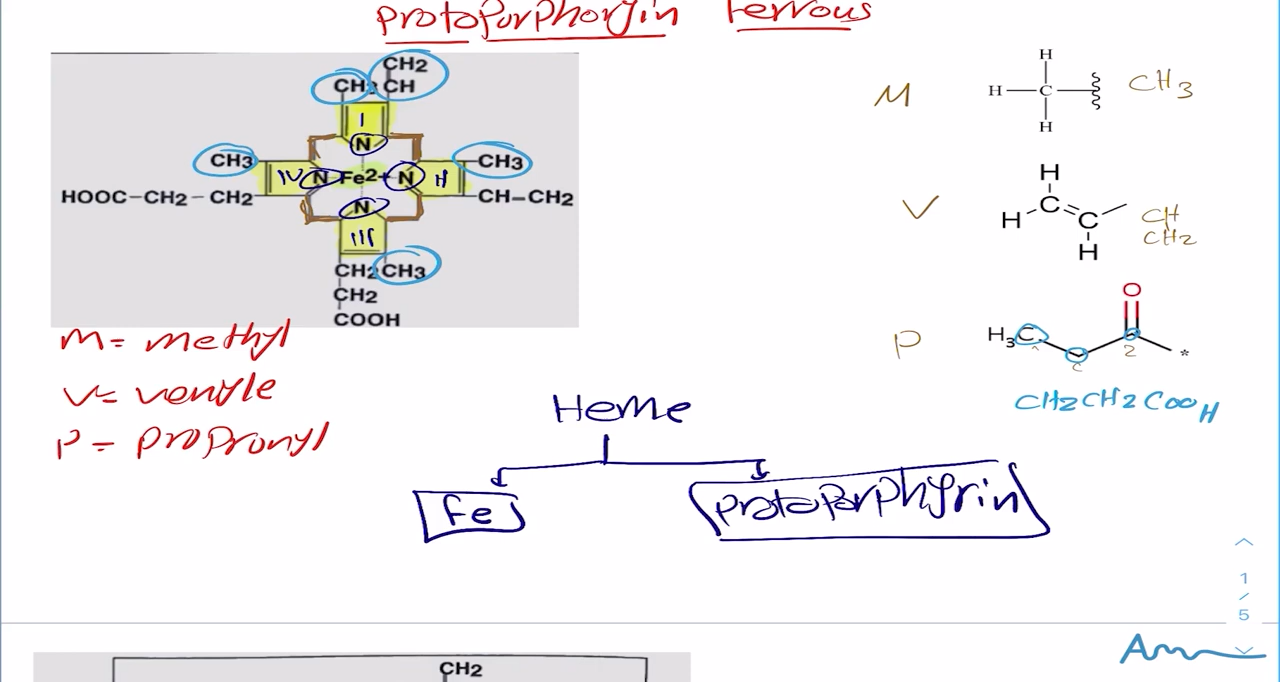 protoporphoryin ferrous
CH2
CH3 CH
I
N
CH3 CH3
IV N Fe2+ N II
HOOC-CH2-CH2 CH-CH2
N
III
CH2 CH3
CH2
COOH
M = methyl
V = venyle
P = propronyl
M
H
H C
H
CH3
V
H
H C C
H
CH
CH2
P
O
H3C
2
*
CH2CH2COOH
Heme
Fe
protoporphyrin
1
/
5
CH2